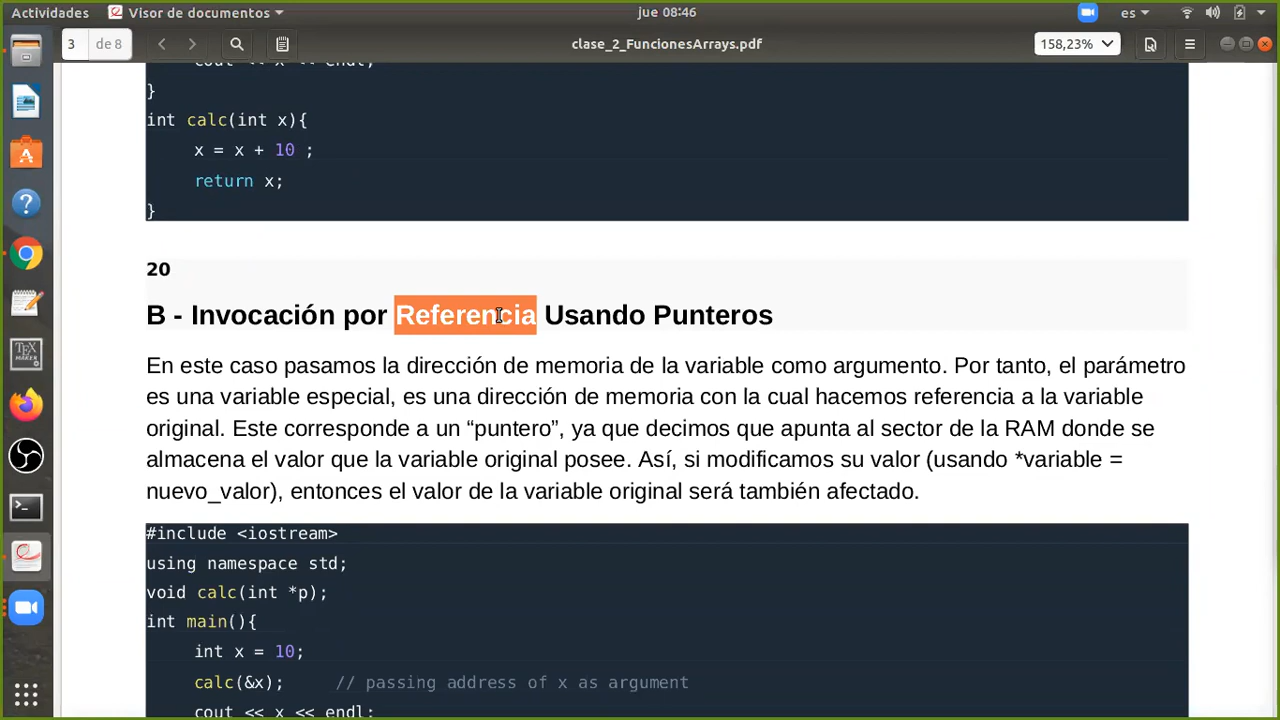 Actividades Visor de documentos jue 08:46 es
3 de 8 clase_2_FuncionesArrays.pdf 158,23%
cout << x << endl;
}
int calc(int x){
x = x + 10 ;
return x;
}
20
B - Invocación por Referencia Usando Punteros
En este caso pasamos la dirección de memoria de la variable como argumento. Por tanto, el parámetro
es una variable especial, es una dirección de memoria con la cual hacemos referencia a la variable
original. Este corresponde a un “puntero”, ya que decimos que apunta al sector de la RAM donde se
almacena el valor que la variable original posee. Así, si modificamos su valor (usando *variable =
nuevo_valor), entonces el valor de la variable original será también afectado.
#include <iostream>
using namespace std;
void calc(int *p);
int main(){
int x = 10;
calc(&x); // passing address of x as argument
cout << x << endl;